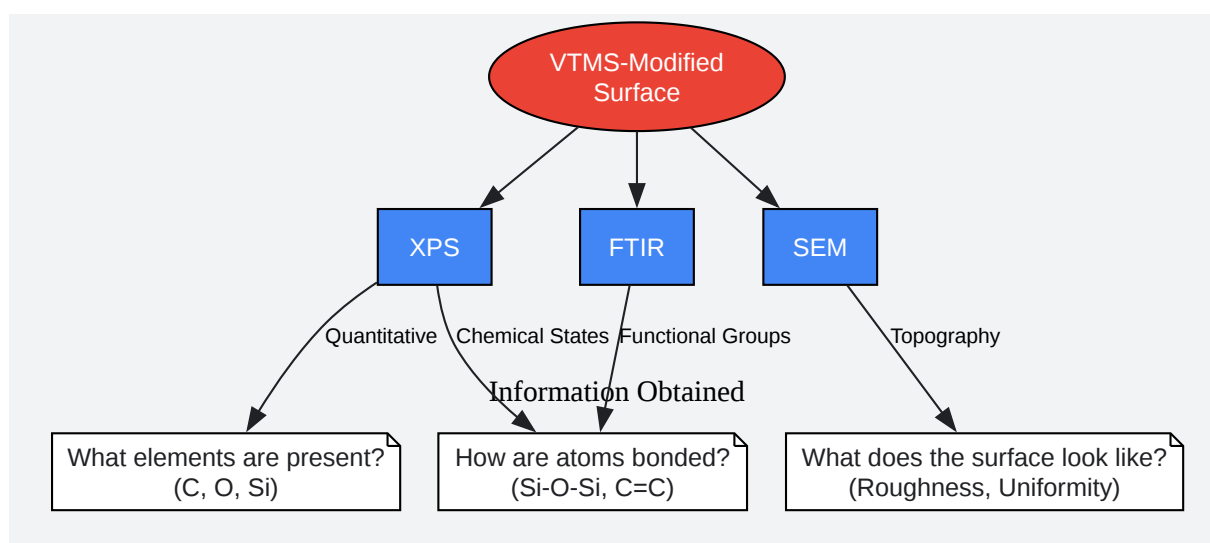 VTMS-Modified
Surface
XPS
FTIR
SEM
Quantitative
Chemical States
Functional Groups
Topography
Information Obtained
What elements are present?
(C, O, Si)
How are atoms bonded?
(Si-O-Si, C=C)
What does the surface look like?
(Roughness, Uniformity)